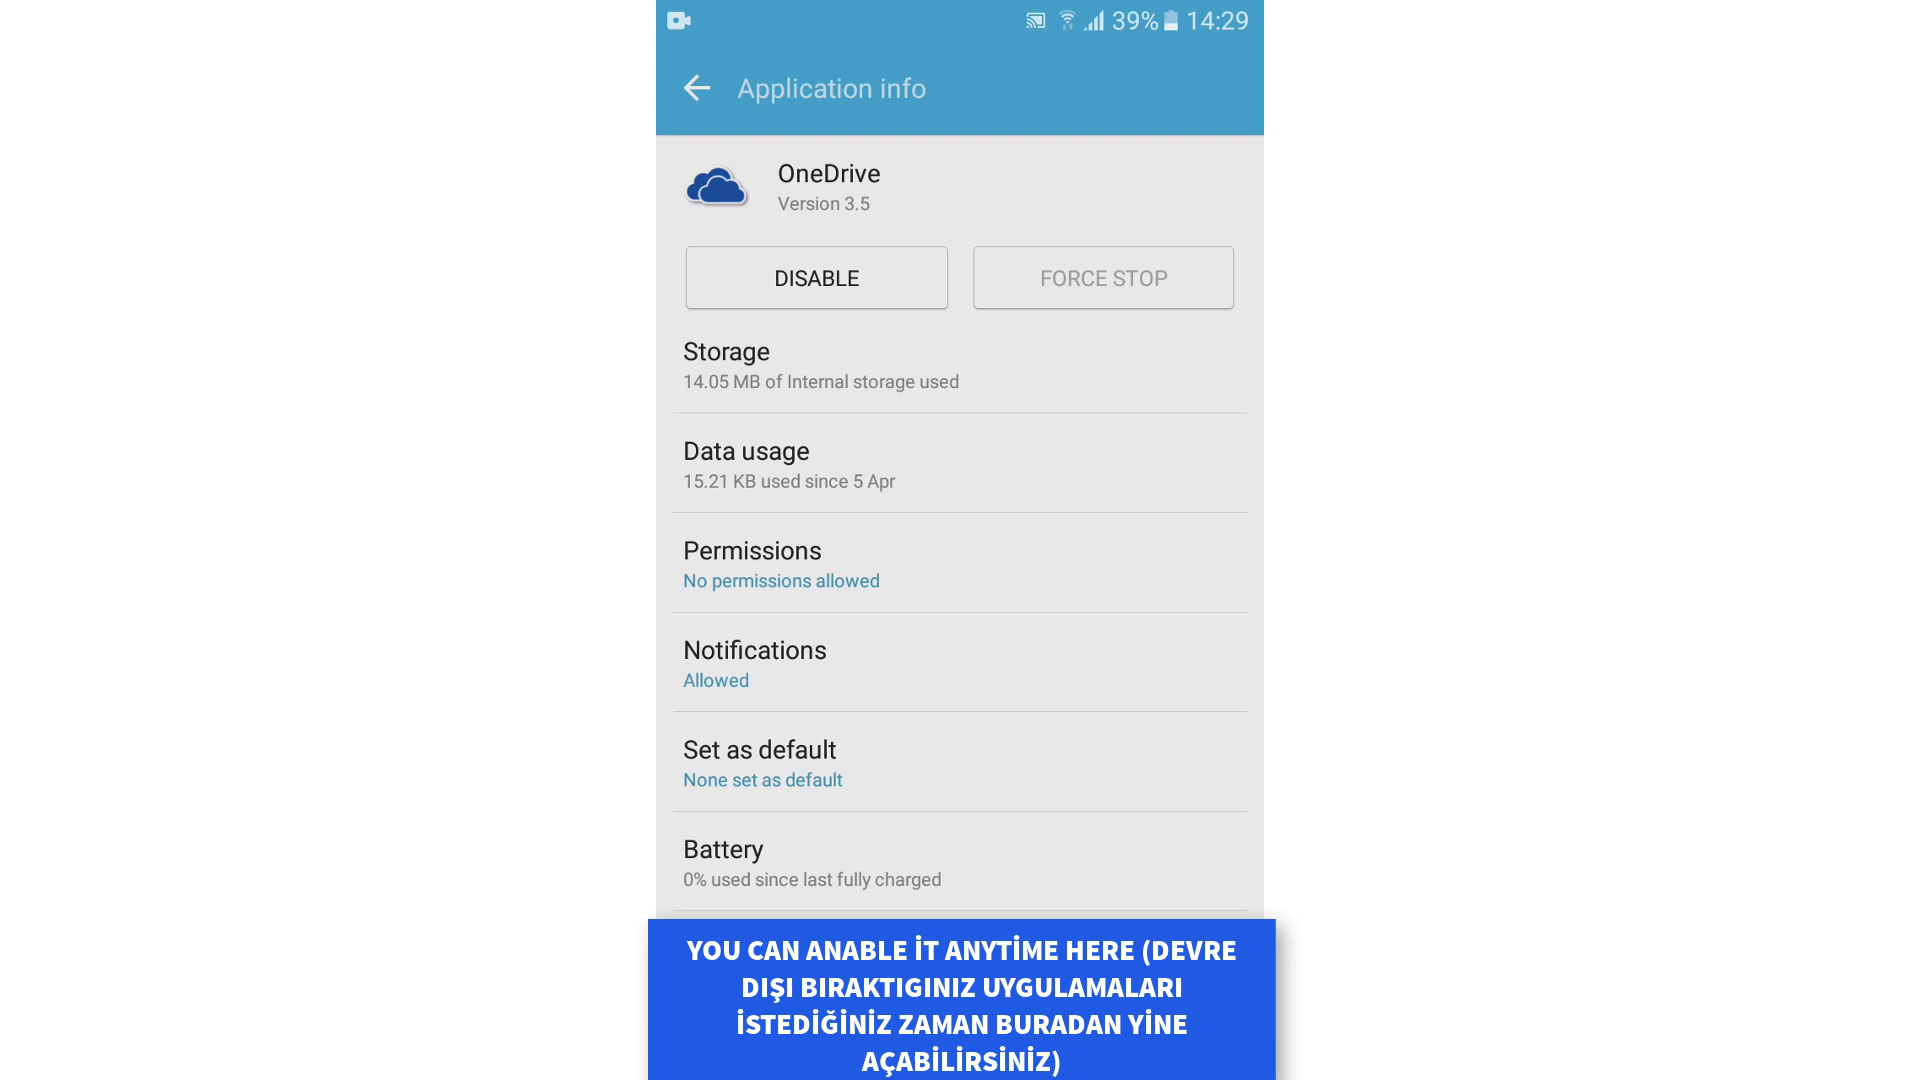 39% 14:29
Application info
OneDrive
Version 3.5
DISABLE FORCE STOP
Storage
14.05 MB of Internal storage used
Data usage
15.21 KB used since 5 Apr
Permissions
No permissions allowed
Notifications
Allowed
Set as default
None set as default
Battery
0% used since last fully charged
YOU CAN ANABLE İT ANYTİME HERE (DEVRE
DIŞI BIRAKTIGINIZ UYGULAMALARI
İSTEDİĞİNİZ ZAMAN BURADAN YİNE
AÇABİLİRSİNİZ)